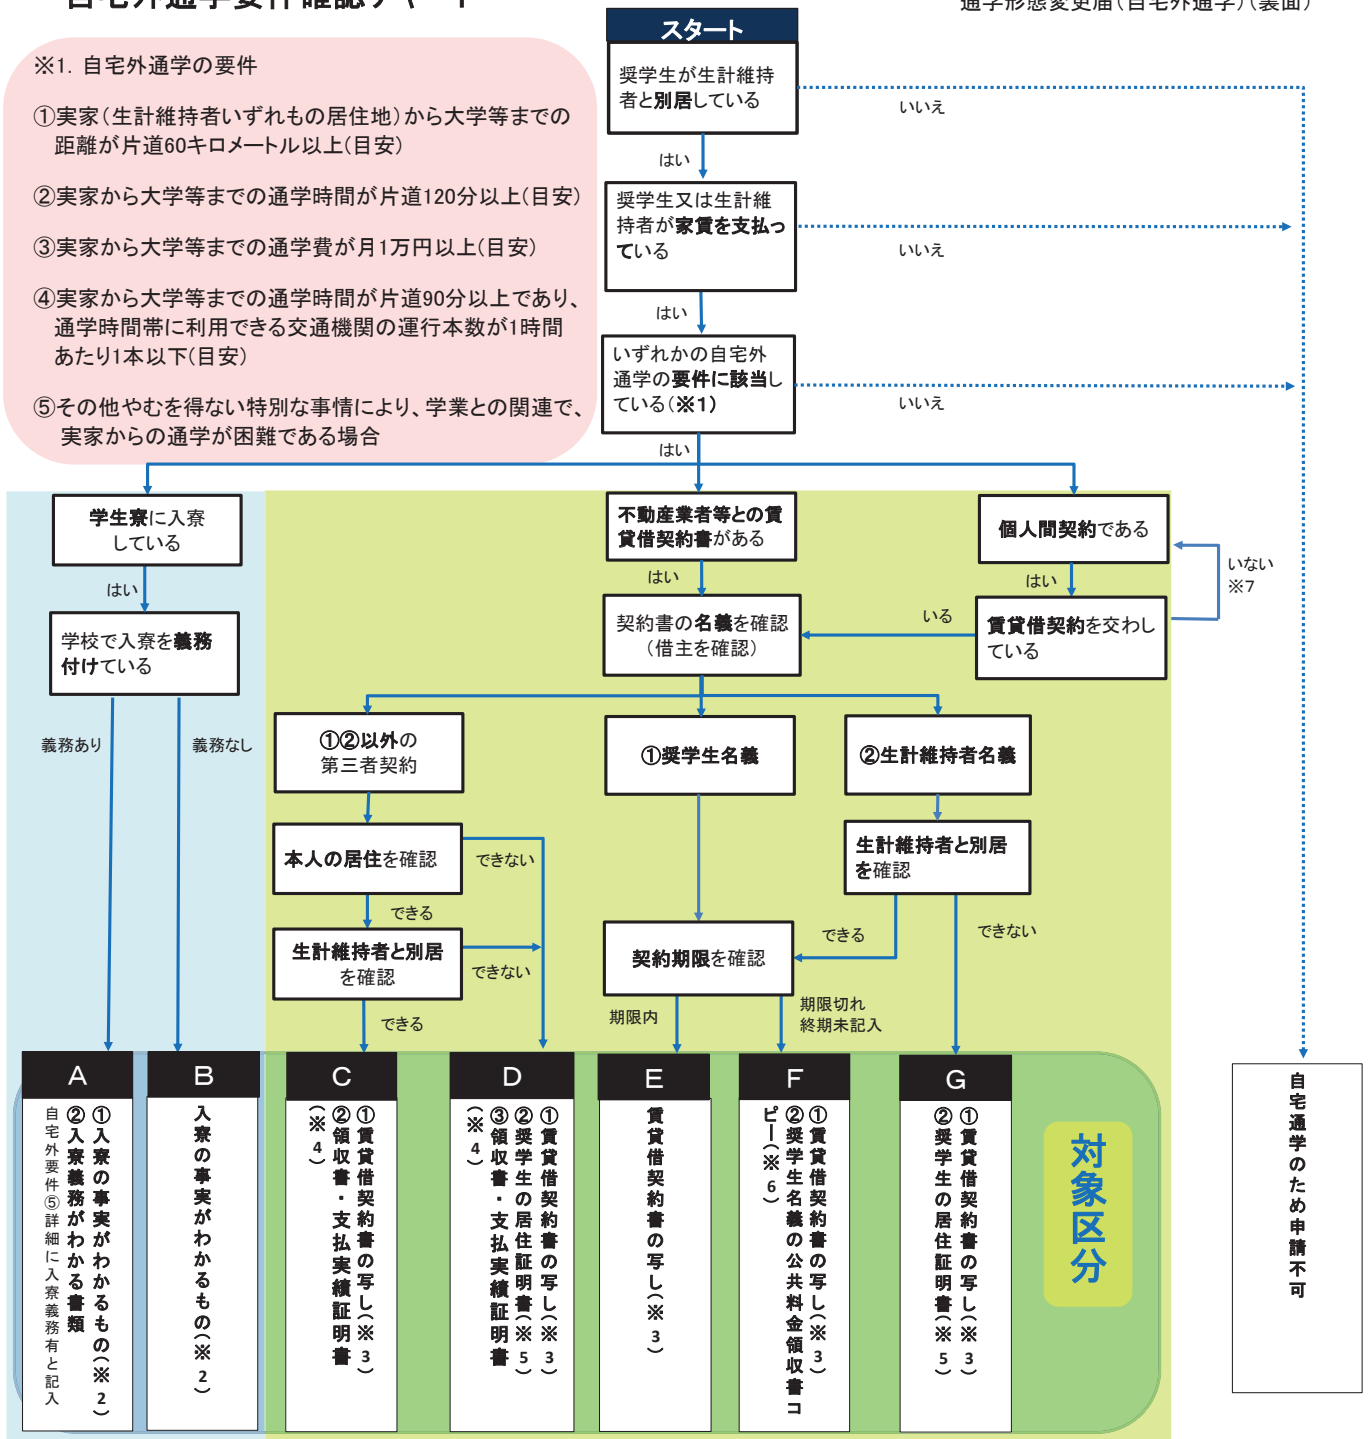 自宅外通学要件確認チャート
通学形態変更届(自宅外通学)(裏面)
※1. 自宅外通学の要件
①実家(生計維持者いずれもの居住地)から大学等までの
距離が片道60キロメートル以上(目安)
②実家から大学等までの通学時間が片道120分以上(目安)
③実家から大学等までの通学費が月1万円以上(目安)
④実家から大学等までの通学時間が片道90分以上であり、
通学時間帯に利用できる交通機関の運行本数が1時間
あたり1本以下(目安)
⑤その他やむを得ない特別な事情により、学業との関連で、
実家からの通学が困難である場合
スタート
奨学生が生計維持
者と別居している
いいえ
はい
奨学生又は生計維
持者が家賃を支払っ
ている
いいえ
はい
いずれかの自宅外
通学の要件に該当し
ている(※1)
いいえ
はい
学生寮に入寮
している
はい
学校で入寮を義務
付けている
義務あり
義務なし
不動産業者等との賃
貸借契約書がある
はい
契約書の名義を確認
(借主を確認)
個人間契約である
はい
いない
※7
賃貸借契約を交わし
ている
いる
①②以外の
第三者契約
①奨学生名義
②生計維持者名義
本人の居住を確認
できない
できる
生計維持者と別居
を確認
できない
できる
生計維持者と別居
を確認
できる
できない
契約期限を確認
期限内
期限切れ
終期未記入
A
①入寮の事実がわかるもの(※2)
②入寮義務がわかる書類
自宅外要件⑤詳細に入寮義務有と記入
B
入寮の事実がわかるもの(※2)
C
①賃貸借契約書の写し(※3)
②領収書・支払実績証明書
(※4)
D
①賃貸借契約書の写し(※3)
②奨学生の居住証明書(※5)
③領収書・支払実績証明書
(※4)
E
賃貸借契約書の写し(※3)
F
①賃貸借契約書の写し(※3)
②奨学生名義の公共料金領収書コ
ピー(※6)
G
①賃貸借契約書の写し(※3)
②奨学生の居住証明書(※5)
対象区分
自宅通学のため申請不可